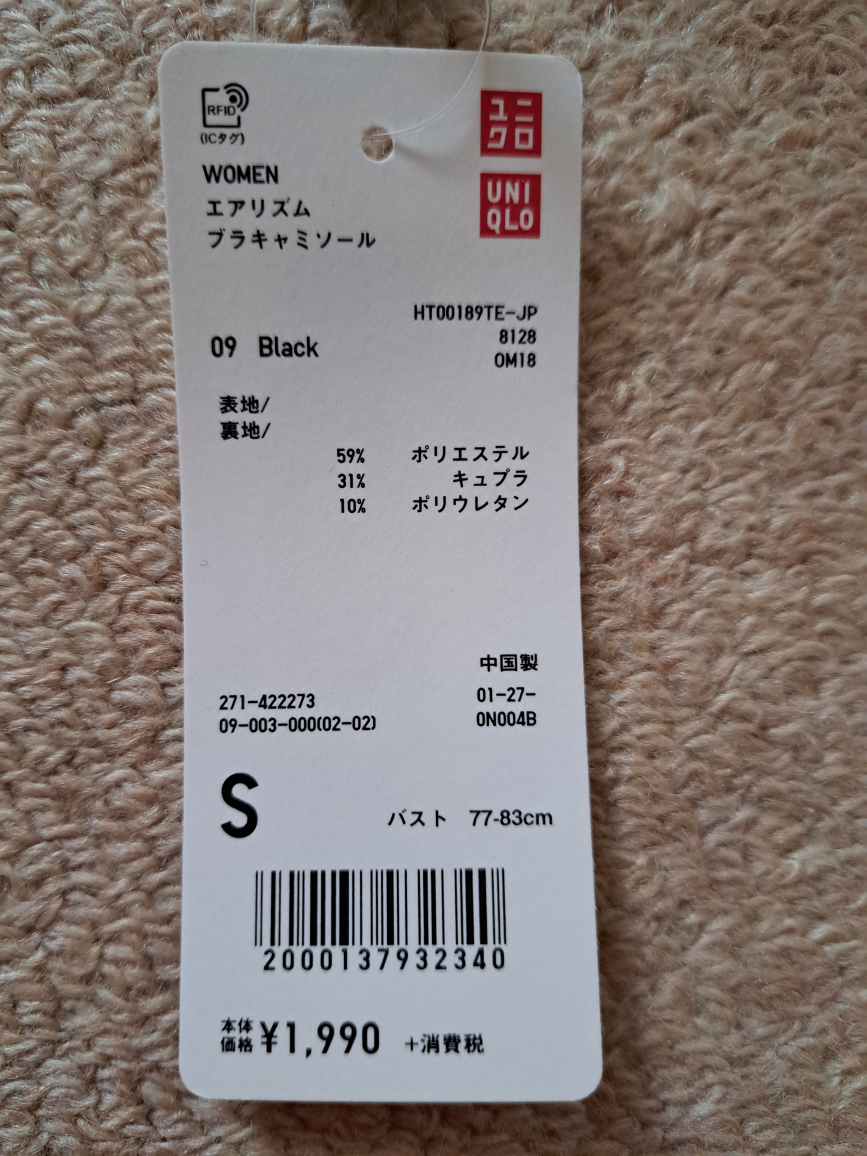 RFID
(ICタグ)
ユニ
クロ
UNI
QLO
WOMEN
エアリズム
ブラキャミソール
HT00189TE-JP
8128
OM18
09 Black
表地/
裏地/
59% ポリエステル
31% キュプラ
10% ポリウレタン
中国製
271-422273 01-27-
09-003-000(02-02) 0N004B
S バスト 77-83cm
2000137932340
本体
価格 ¥1,990 +消費税